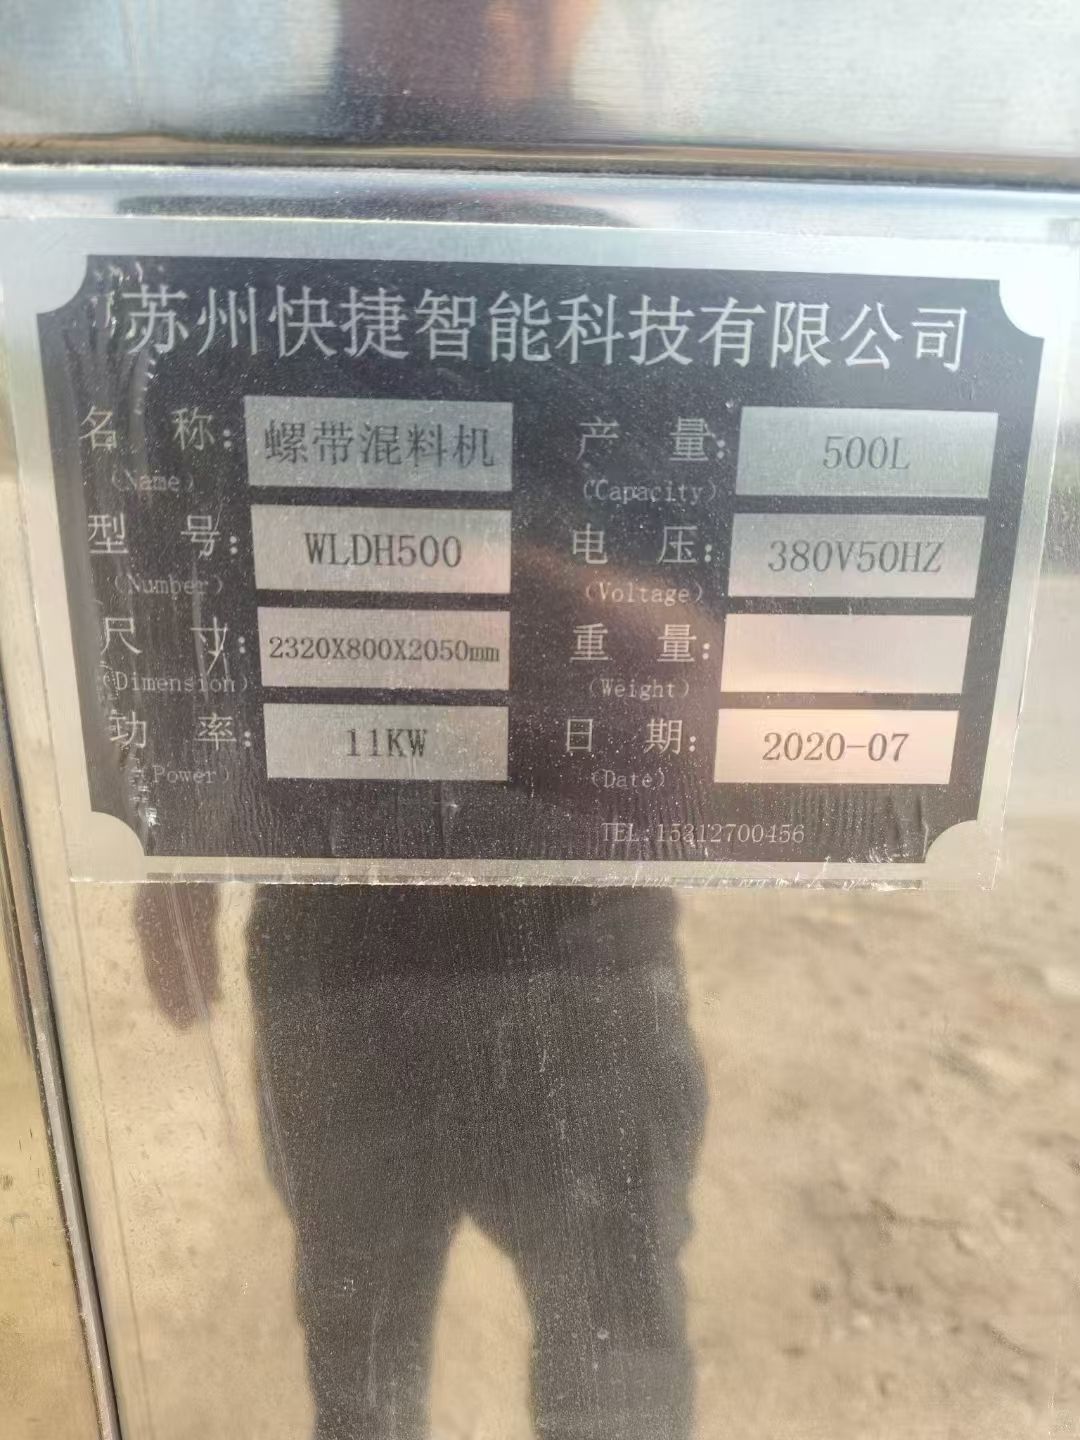 苏州快捷智能科技有限公司
名 称: 螺带混料机 产 量: 500L
(Name) (CCapacity)
型 号: WLDH500 电 压: 380V50HZ
(Number) (Voltage)
尺 寸: 2320X800X2050mm 重 量:
(Dimension) (Weight)
功 率: 11KW 日 期: 2020-07
(Power) (Date)
TEL:15312700456